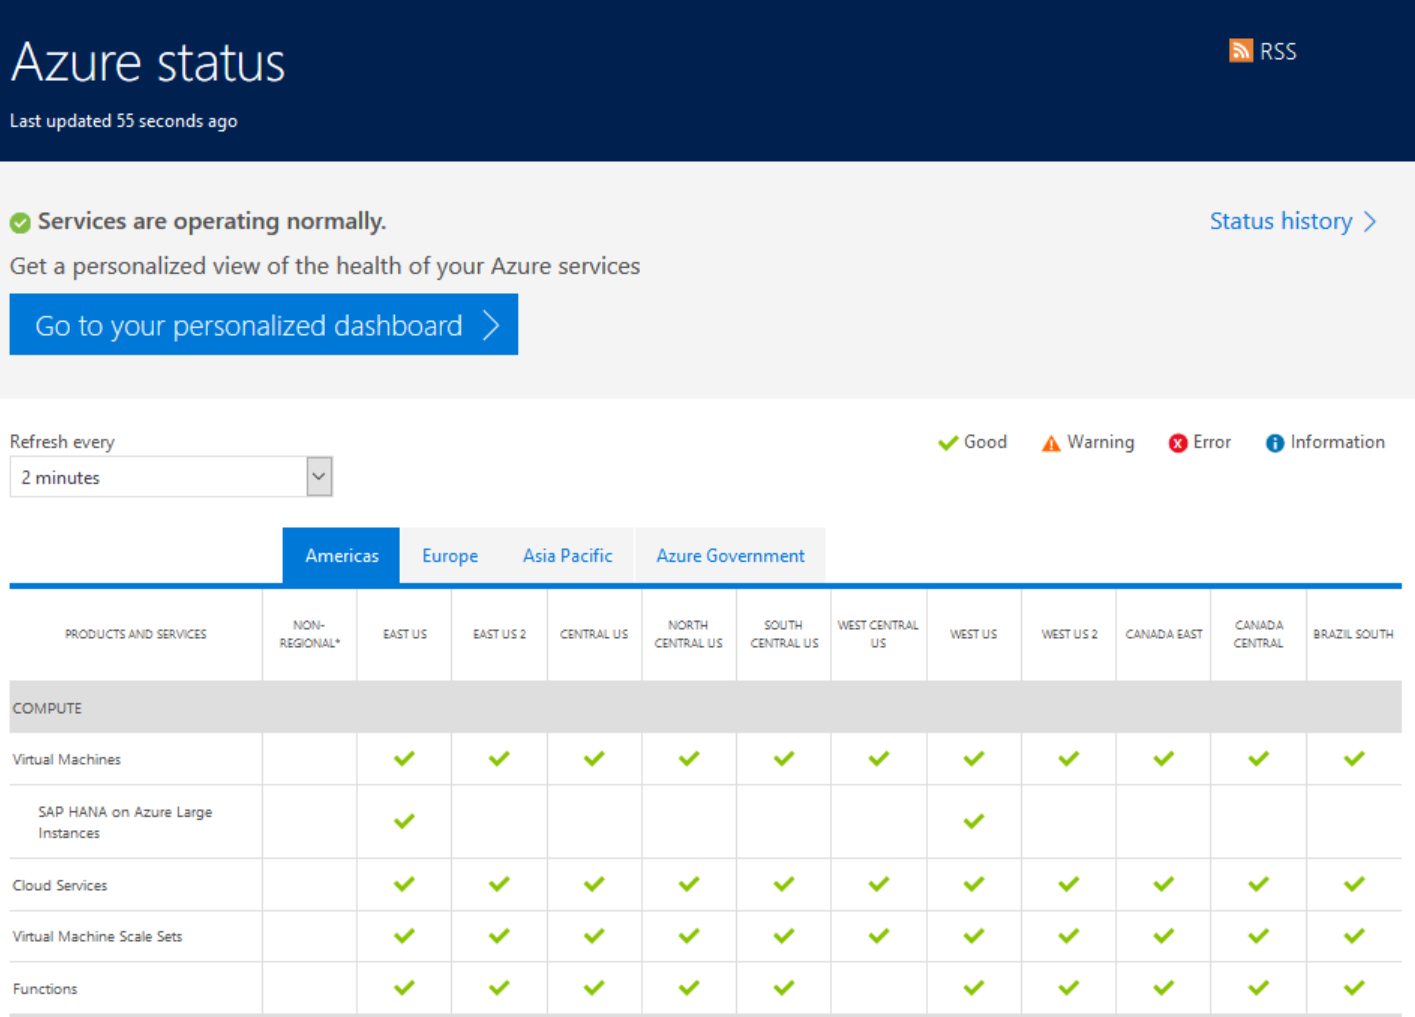 Azure status
RSS
Last updated 55 seconds ago
Services are operating normally.
Status history
Get a personalized view of the health of your Azure services
Go to your personalized dashboard
Refresh every
Good
Warning
Error
Information
2 minutes
Americas
Europe
Asia Pacific
Azure Government
PRODUCTS AND SERVICES
NON-
REGIONAL*
EAST US
EAST US 2
CENTRAL US
NORTH
CENTRAL US
SOUTH
CENTRAL US
WEST CENTRAL
US
WEST US
WEST US 2
CANADA EAST
CANADA
CENTRAL
BRAZIL SOUTH
COMPUTE
Virtual Machines
SAP HANA on Azure Large
Instances
Cloud Services
Virtual Machine Scale Sets
Functions